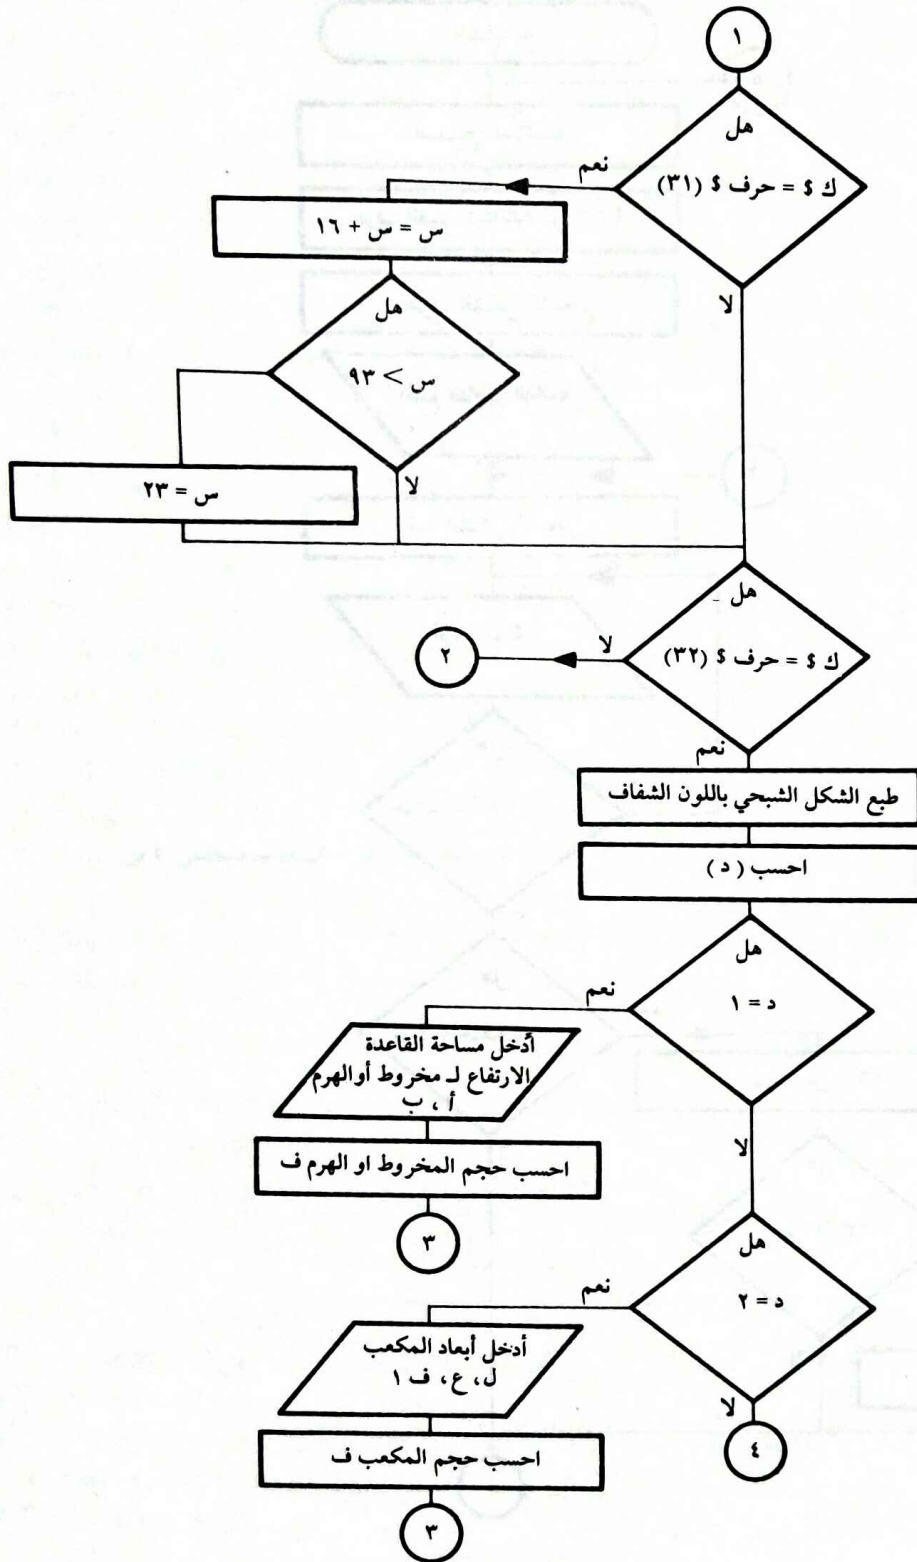 ١
هل
ك $ = حرف $ (٣١)
نعم
لا
س = س + ١٦
هل
س > ٩٣
لا
س = ٢٣
هل
ك $ = حرف $ (٣٢)
لا
٢
نعم
طبع الشكل الشبحي باللون الشفاف
احسب ( د )
هل
د = ١
نعم
أدخل مساحة القاعدة
الارتفاع لـ مخروط أوالهرم
أ ، ب
احسب حجم المخروط او الهرم ف
٣
لا
هل
د = ٢
نعم
أدخل أبعاد المكعب
ل، ع، ف ١
احسب حجم المكعب ف
٣
لا
٤